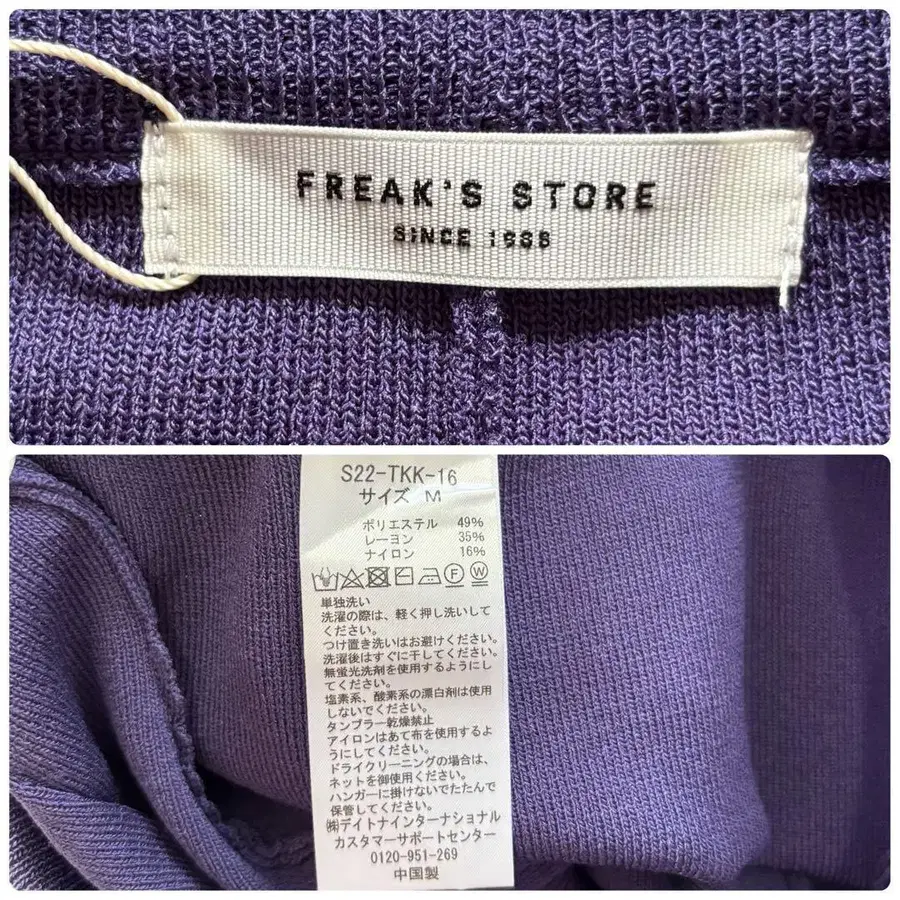 FREAK'S STORE
SINCE 1986
S22-TKK-16
サイズ M
ポリエステル 49%
レーヨン 35%
ナイロン 16%
F W
単独洗い
洗濯の際は、軽く押し洗いして
ください。
つけ置き洗いはお避けください。
洗濯後はすぐに干してください。
無蛍光洗剤を使用するようにし
てください。
塩素系、酸素系の漂白剤は使用
しないでください。
タンブラー乾燥禁止
アイロンはあて布を使用するよ
うにしてください。
ドライクリーニングの場合は、
ネットを御使用ください。
ハンガーに掛けないでたたんで
保管してください。
㈱デイトナインターナショナル
カスタマーサポートセンター
0120-951-269
中国製